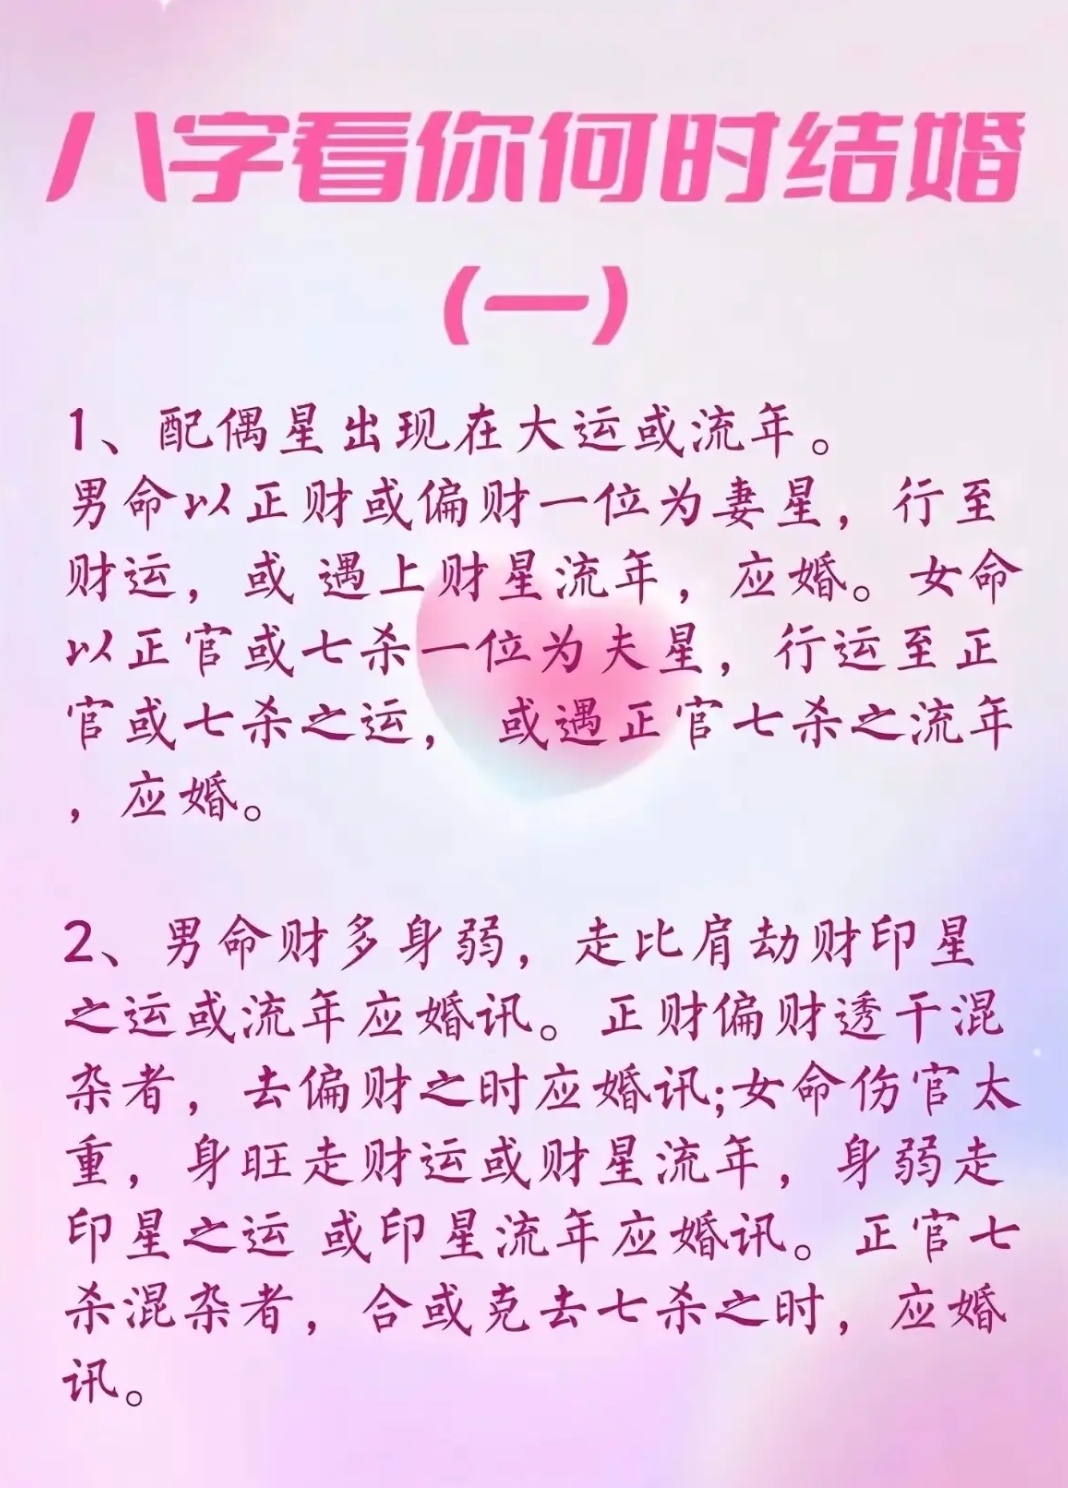 八字看你何时结婚
(一)
1、配偶星出现在大运或流年。
男命以正财或偏财一位为妻星，行至
财运，或 遇上财星流年，应婚。女命
以正官或七杀一位为夫星，行运至正
官或七杀之运， 或遇正官七杀之流年
，应婚。
2、男命财多身弱，走比肩劫财印星
之运或流年应婚讯。正财偏财透干混
杂者，去偏财之时应婚讯;女命伤官太
重，身旺走财运或财星流年，身弱走
印星之运 或印星流年应婚讯。正官七
杀混杂者，合或克去七杀之时，应婚
讯。